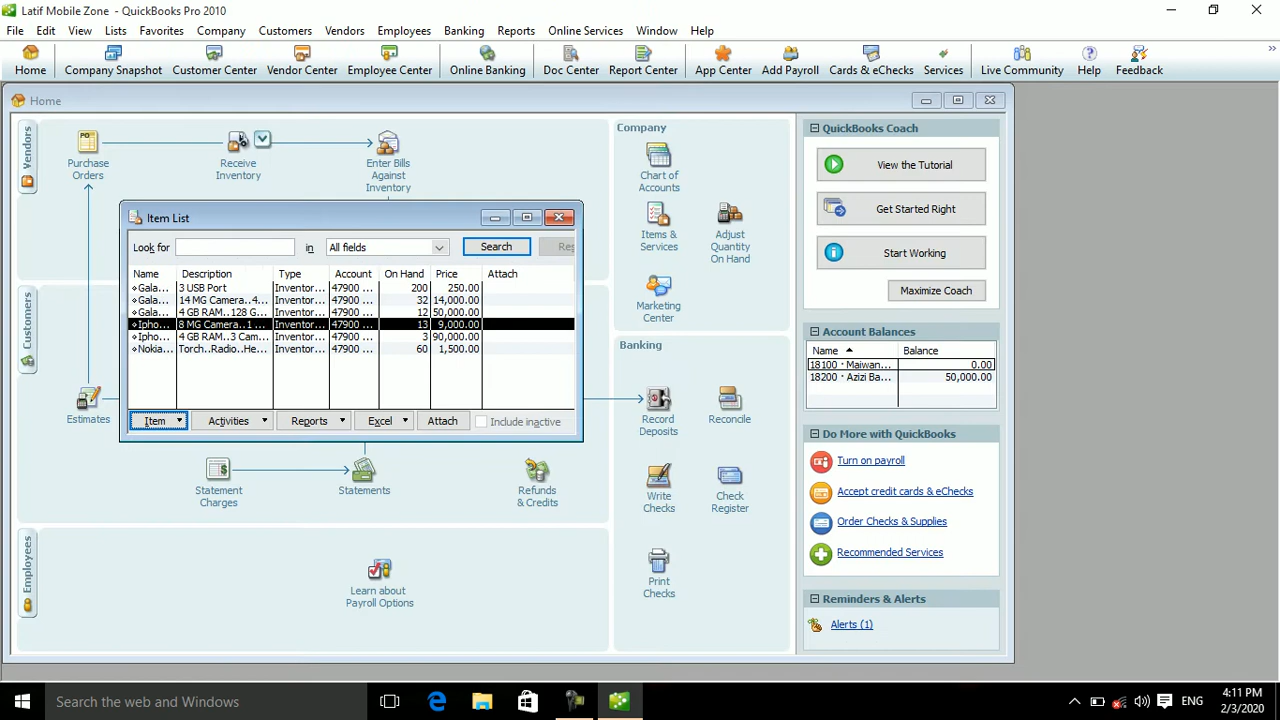 Latif Mobile Zone - QuickBooks Pro 2010
File Edit View Lists Favorites Company Customers Vendors Employees Banking Reports Online Services Window Help
Home Company Snapshot Customer Center Vendor Center Employee Center Online Banking Doc Center Report Center App Center Add Payroll Cards & eChecks Services Live Community Help Feedback
Home
Vendors
Purchase
Orders
Receive
Inventory
Enter Bills
Against
Inventory
Item List
Look for in All fields Search Res
Name Description Type Account On Hand Price Attach
Gala... 3 USB Port Inventor... 47900 ... 200 250.00
Gala... 14 MG Camera..4... Inventor... 47900 ... 32 14,000.00
Gala... 4 GB RAM..128 G... Inventor... 47900 ... 12 50,000.00
Ipho... 8 MG Camera..1 ... Inventor... 47900 ... 13 9,000.00
Ipho... 4 GB RAM..3 Cam... Inventor... 47900 ... 3 90,000.00
Nokia... Torch..Radio..He... Inventor... 47900 ... 60 1,500.00
Item Activities Reports Excel Attach Include inactive
Customers
Estimates
Statement
Charges
Statements
Refunds
& Credits
Employees
Learn about
Payroll Options
Company
Chart of
Accounts
Items &
Services
Adjust
Quantity
On Hand
Marketing
Center
Banking
Record
Deposits
Reconcile
Write
Checks
Check
Register
Print
Checks
QuickBooks Coach
View the Tutorial
Get Started Right
Start Working
Maximize Coach
Account Balances
Name Balance
18100 · Maiwan... 0.00
18200 · Azizi Ba... 50,000.00
Do More with QuickBooks
Turn on payroll
Accept credit cards & eChecks
Order Checks & Supplies
Recommended Services
Reminders & Alerts
Alerts (1)
Search the web and Windows
ENG
4:11 PM
2/3/2020